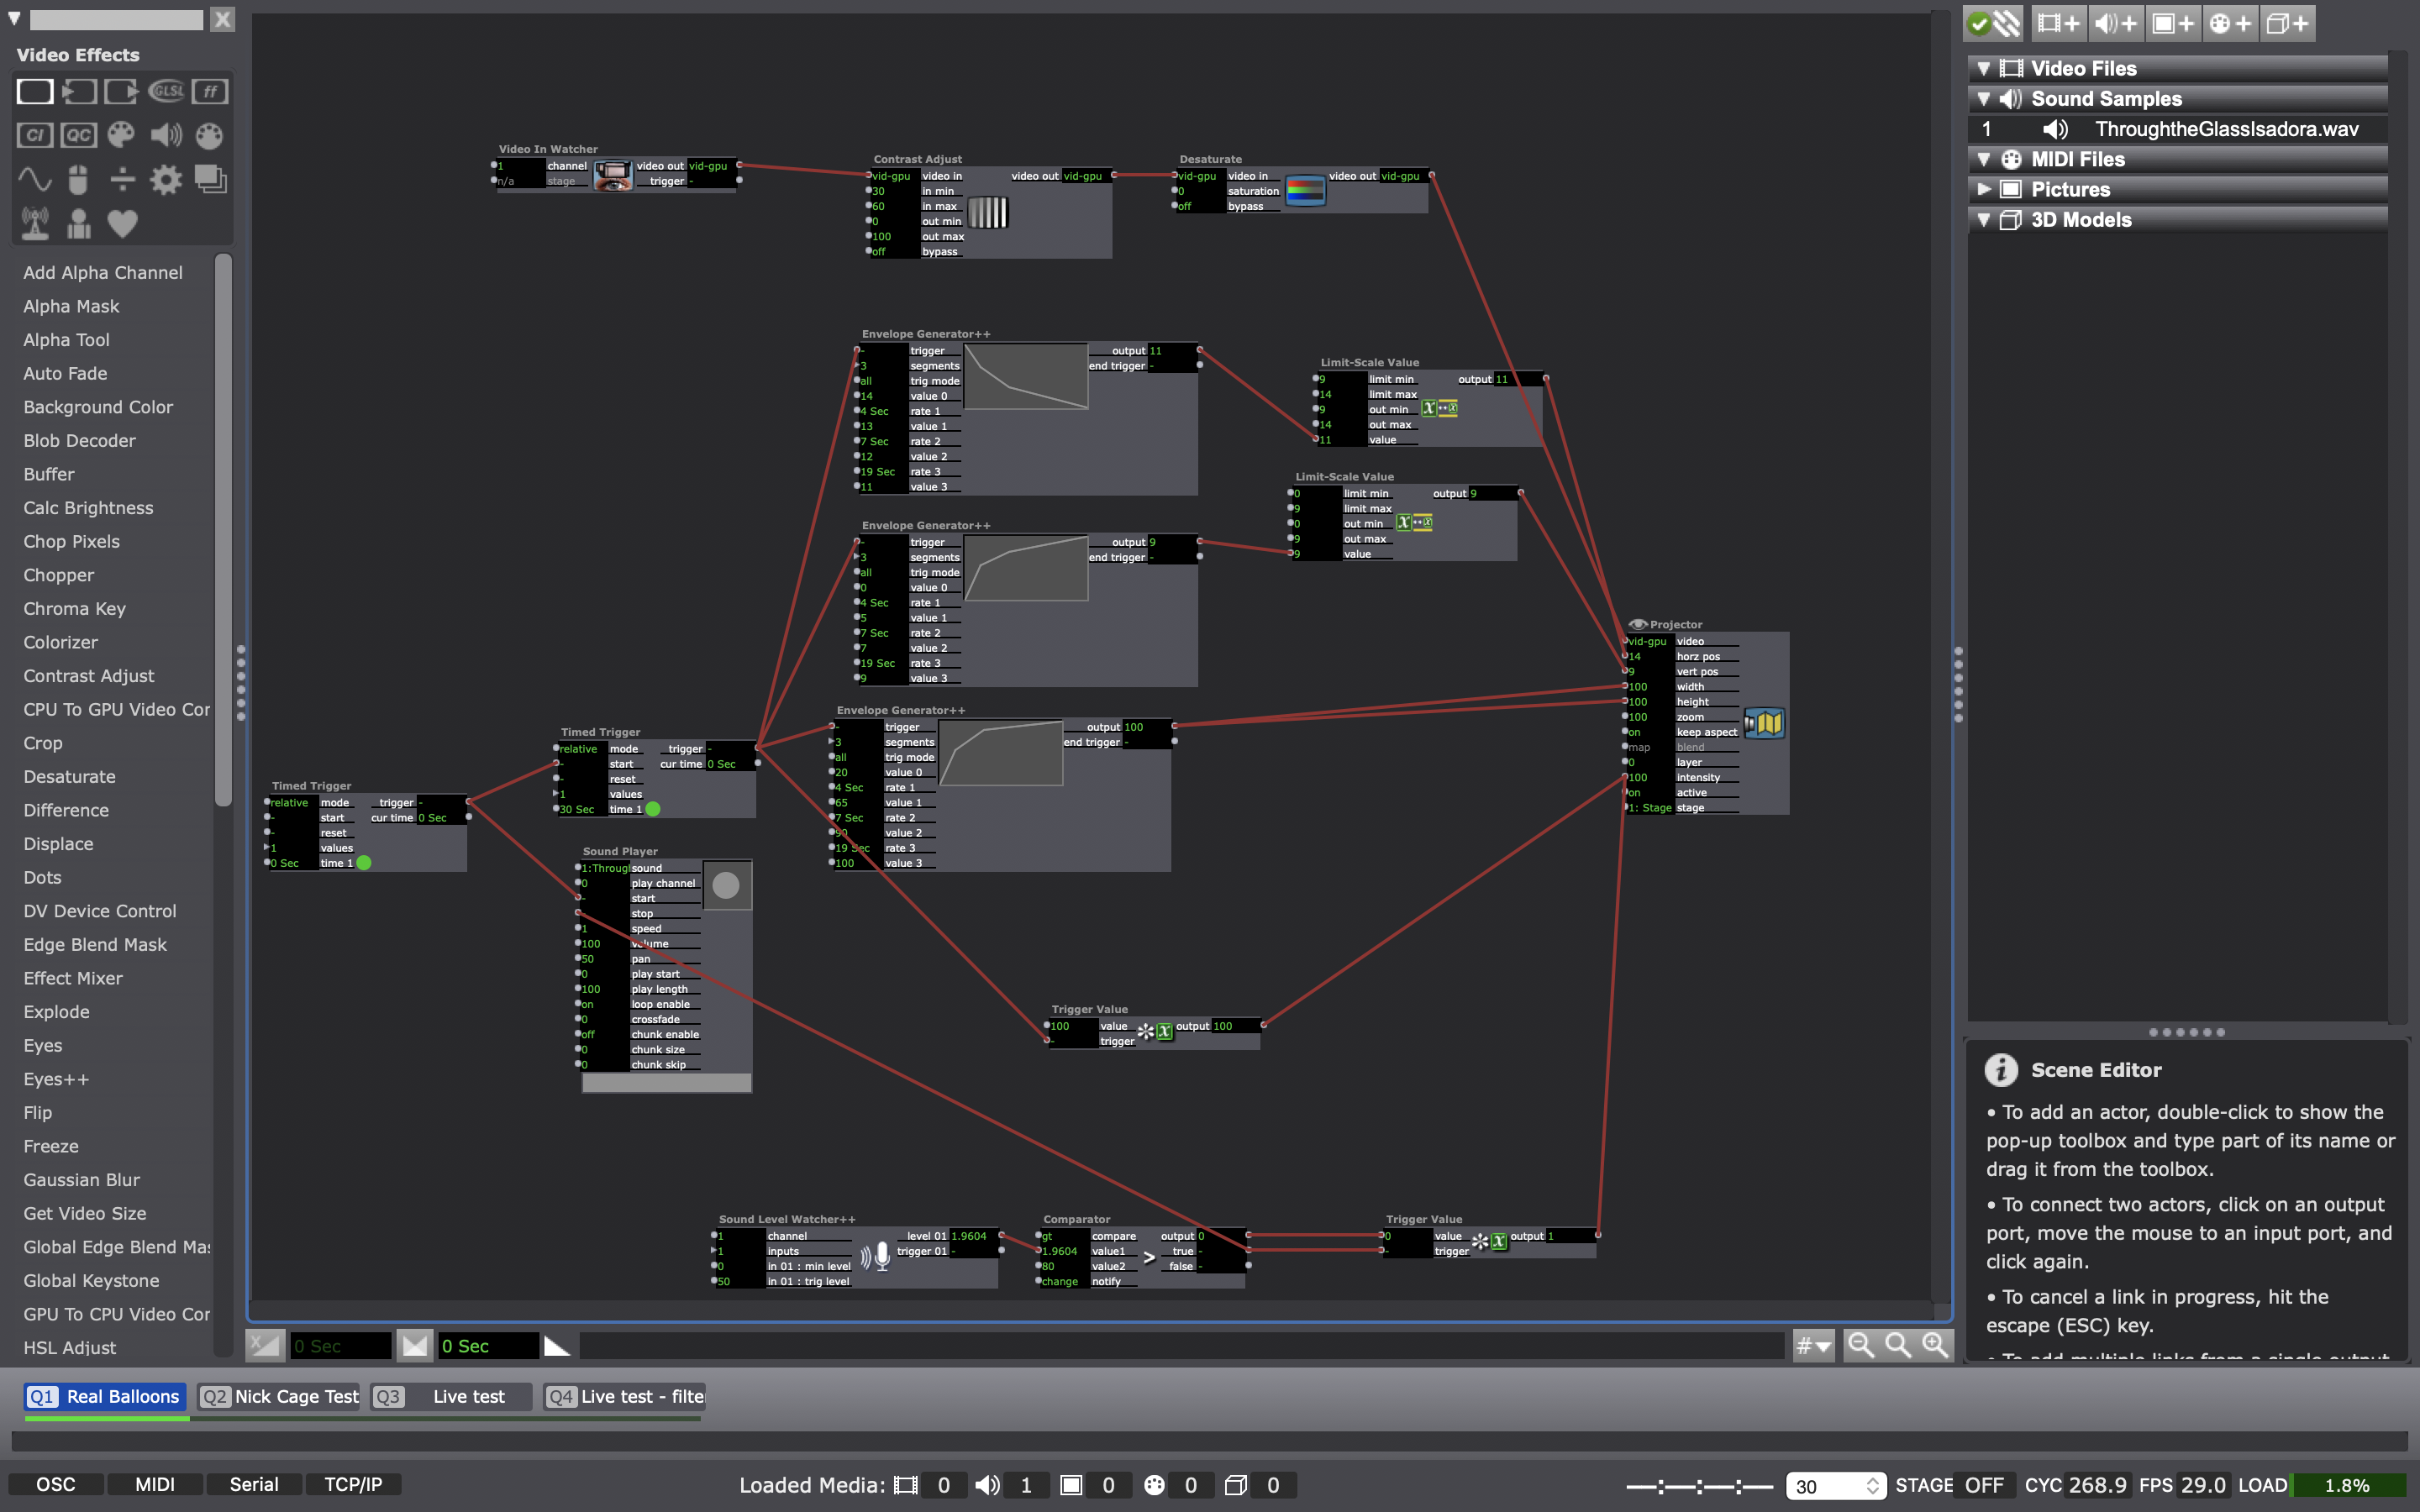 Video Effects
GLSL
ff
CI
QC
Add Alpha Channel
Alpha Mask
Alpha Tool
Auto Fade
Background Color
Blob Decoder
Buffer
Calc Brightness
Chop Pixels
Chopper
Chroma Key
Colorizer
Contrast Adjust
CPU To GPU Video Cor
Crop
Desaturate
Difference
Displace
Dots
DV Device Control
Edge Blend Mask
Effect Mixer
Explode
Eyes
Eyes++
Flip
Freeze
Gaussian Blur
Get Video Size
Global Edge Blend Mas
Global Keystone
GPU To CPU Video Cor
HSL Adjust
Video In Watcher
1 channel video out vid-gpu
n/a stage trigger -
Contrast Adjust
vid-gpu video in video out vid-gpu
30 in min
60 in max
0 out min
100 out max
off bypass
Desaturate
vid-gpu video in video out vid-gpu
0 saturation
off bypass
Envelope Generator++
- trigger output 11
3 segments end trigger -
all trig mode
14 value 0
4 Sec rate 1
13 value 1
7 Sec rate 2
12 value 2
19 Sec rate 3
11 value 3
Limit-Scale Value
9 limit min output 11
14 limit max
9 out min
14 out max
11 value
Limit-Scale Value
0 limit min output 9
9 limit max
0 out min
9 out max
9 value
Envelope Generator++
- trigger output 9
3 segments end trigger -
all trig mode
0 value 0
4 Sec rate 1
5 value 1
7 Sec rate 2
7 value 2
19 Sec rate 3
9 value 3
Projector
vid-gpu video
14 horz pos
9 vert pos
100 width
100 height
100 zoom
on keep aspect
map blend
0 layer
100 intensity
on active
1: Stage stage
Envelope Generator++
- trigger output 100
3 segments end trigger -
all trig mode
20 value 0
4 Sec rate 1
65 value 1
7 Sec rate 2
90 value 2
19 Sec rate 3
100 value 3
Timed Trigger
relative mode trigger -
- start cur time 0 Sec
- reset
1 values
30 Sec time 1
Timed Trigger
relative mode trigger -
- start cur time 0 Sec
- reset
1 values
0 Sec time 1
Sound Player
1:Throug sound
0 play channel
- start
- stop
1 speed
100 volume
50 pan
0 play start
100 play length
on loop enable
0 crossfade
off chunk enable
0 chunk size
0 chunk skip
Trigger Value
100 value output 100
- trigger
Sound Level Watcher++
1 channel level 01 1.9604
1 inputs trigger 01 -
0 in 01 : min level
50 in 01 : trig level
Comparator
gt compare output 0
1.9604 value1 true -
80 value2 false -
change notify
Trigger Value
0 value output 1
- trigger
0 Sec
0 Sec
#
Video Files
Sound Samples
1 ThroughtheGlassIsadora.wav
MIDI Files
Pictures
3D Models
Scene Editor
• To add an actor, double-click to show the
pop-up toolbox and type part of its name or
drag it from the toolbox.
• To connect two actors, click on an output
port, move the mouse to an input port, and
click again.
• To cancel a link in progress, hit the
escape (ESC) key.
• To add multiple links from a single output
Q1 Real Balloons
Q2 Nick Cage Test
Q3 Live test
Q4 Live test - filte
OSC MIDI Serial TCP/IP
Loaded Media: 0 1 0 0 0
30 STAGE OFF CYC 268.9 FPS 29.0 LOAD 1.8%